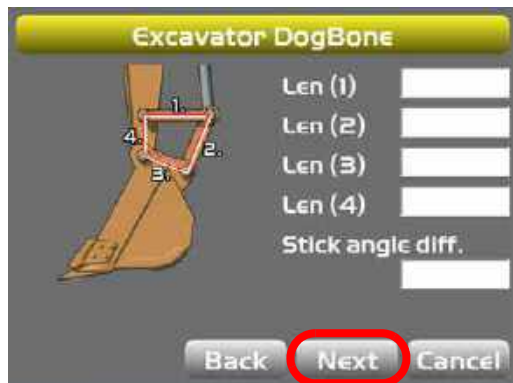 Excavator DogBone
1.
2.
3.
4.
Len (1)
Len (2)
Len (3)
Len (4)
Stick angle diff.
Back Next Cancel